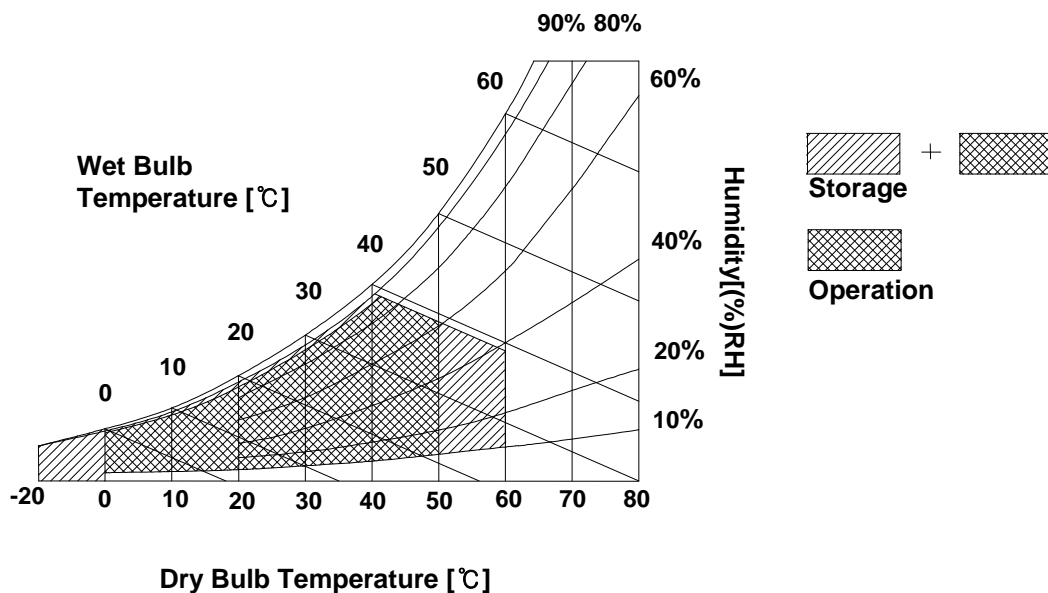 90% 80%
60
60%
50
Wet Bulb
Temperature [℃]
40
30
20
10
0
Humidity[(%)RH]
40%
20%
10%
-20 0 10 20 30 40 50 60 70 80
Dry Bulb Temperature [℃]
+
Storage
Operation